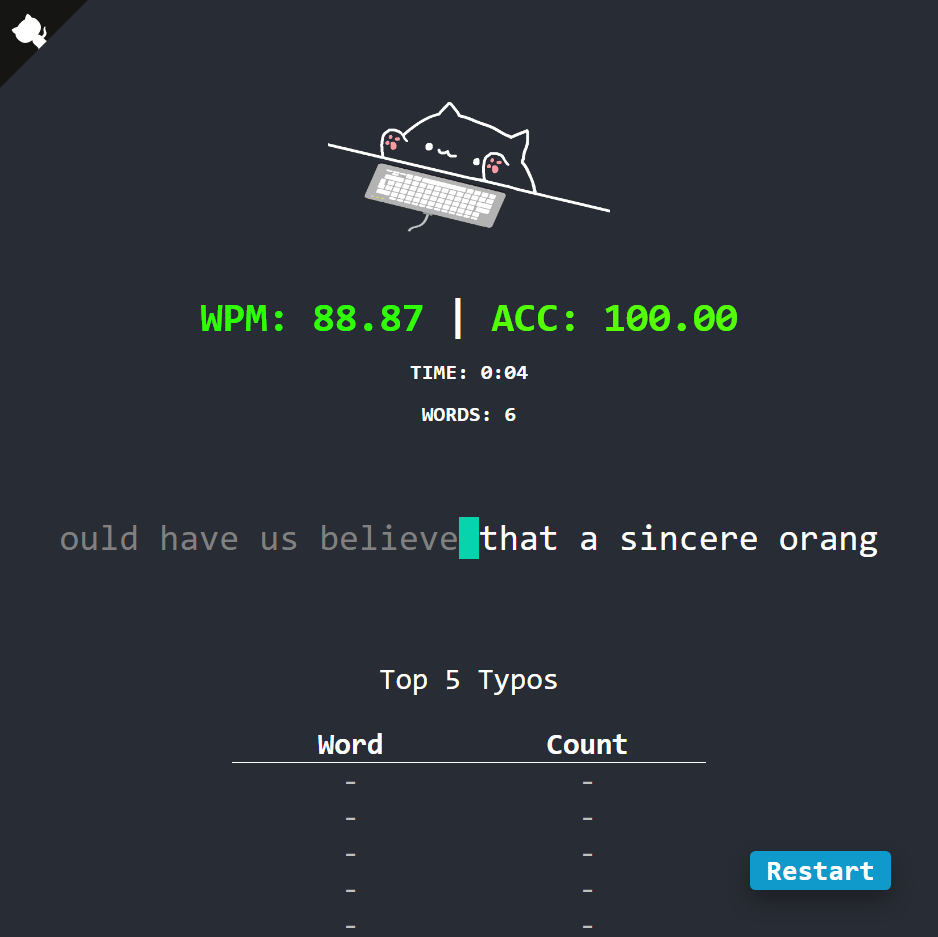 WPM: 88.87 | ACC: 100.00
TIME: 0:04
WORDS: 6
ould have us believe that a sincere orang
Top 5 Typos
Word Count
– –
– –
– –
– –
– –
Restart